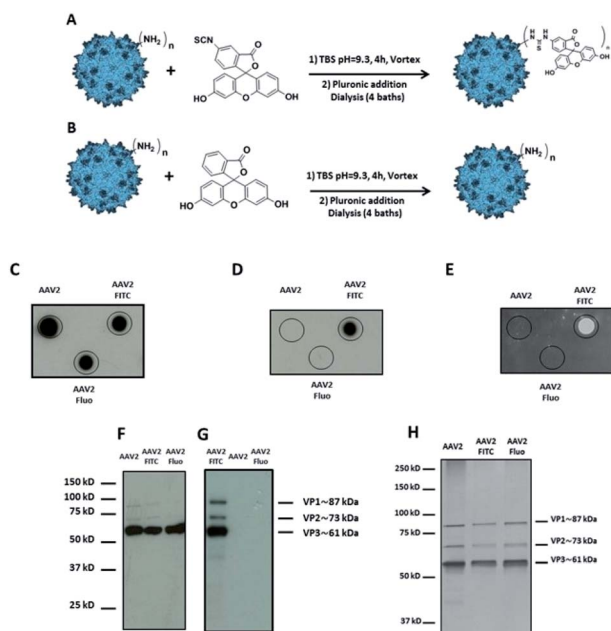 A
(NH₂)n
+
SCN
O
O
HO
O
OH
1) TBS pH=9.3, 4h, Vortex
2) Pluronic addition
Dialysis (4 baths)
B
(NH₂)n
+
O
O
HO
O
OH
1) TBS pH=9.3, 4h, Vortex
2) Pluronic addition
Dialysis (4 baths)
(NH₂)n
C
AAV2
AAV2
FITC
AAV2
Fluo
D
AAV2
AAV2
FITC
AAV2
Fluo
E
AAV2
AAV2
FITC
AAV2
Fluo
F
AAV2
AAV2
FITC
AAV2
Fluo
150 kD
100 kD
75 kD
50 kD
37 kD
25 kD
G
AAV2
FITC
AAV2
AAV2
Fluo
VP1~87 kDa
VP2~73 kDa
VP3~61 kDa
H
AAV2
AAV2
FITC
AAV2
Fluo
250 kD
150 kD
100 kD
75 kD
50 kD
37 kD
VP1~87 kDa
VP2~73 kDa
VP3~61 kDa